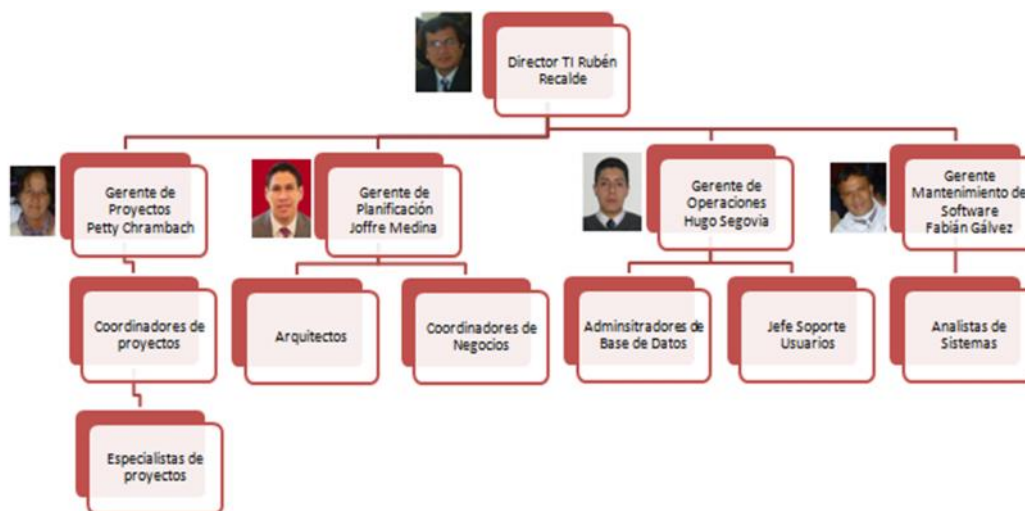 Director TI Rubén
Recalde
Gerente de
Proyectos
Petty Chrambach
Gerente de
Planificación
Joffre Medina
Gerente de
Operaciones
Hugo Segovia
Gerente
Mantenimiento de
Software
Fabián Gálvez
Coordinadores de
proyectos
Arquitectos
Coordinadores de
Negocios
Adminsitradores de
Base de Datos
Jefe Soporte
Usuarios
Analistas de
Sistemas
Especialistas de
proyectos